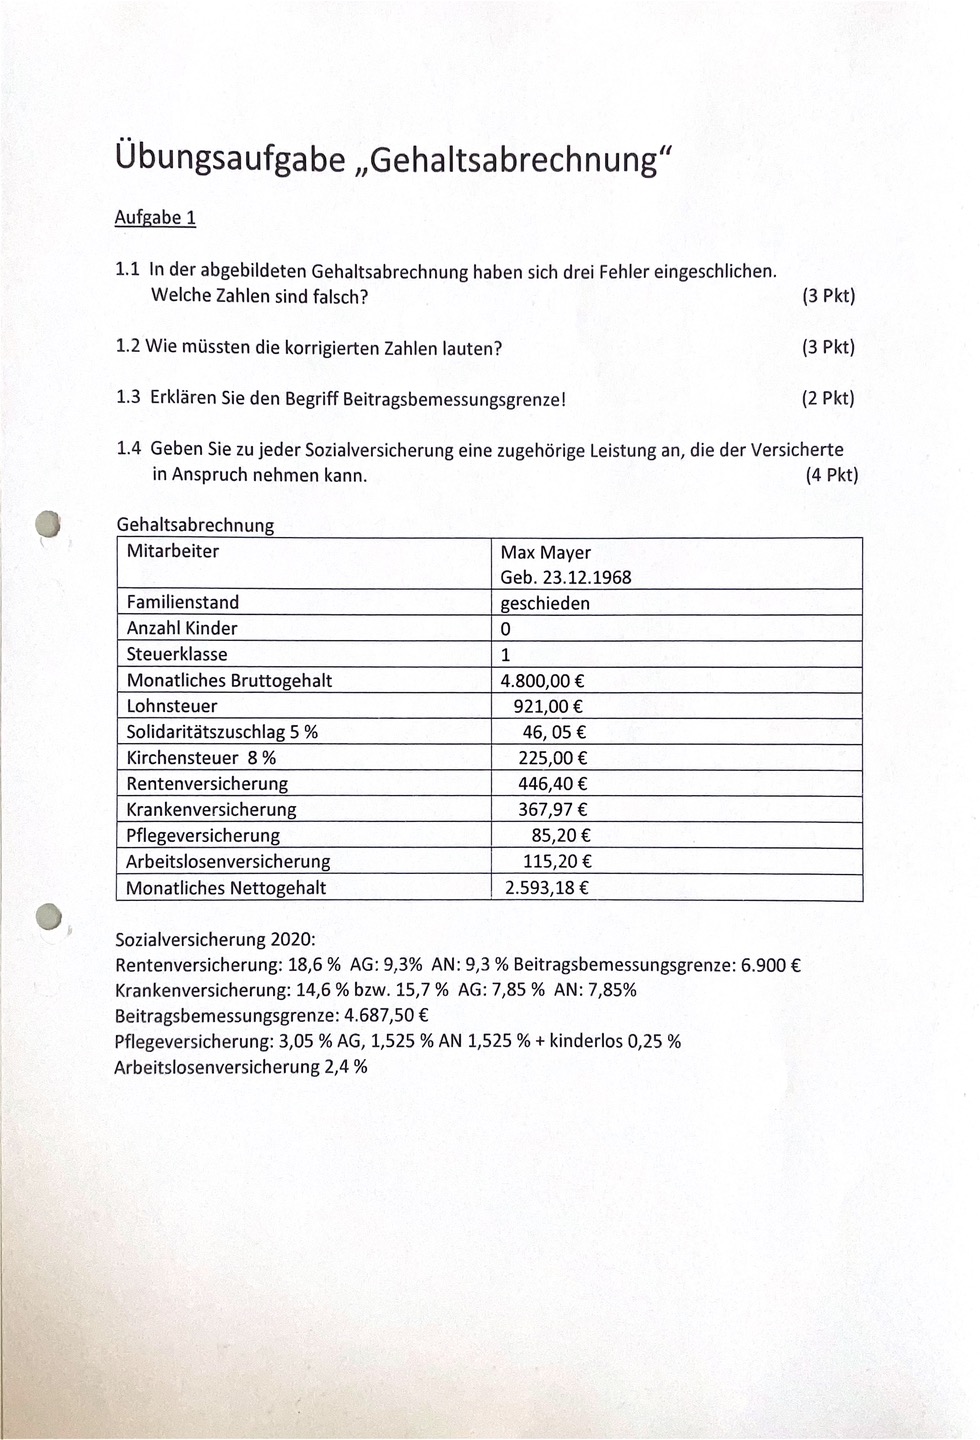 Übungsaufgabe „Gehaltsabrechnung“
Aufgabe 1
1.1 In der abgebildeten Gehaltsabrechnung haben sich drei Fehler eingeschlichen.
Welche Zahlen sind falsch? (3 Pkt)
1.2 Wie müssten die korrigierten Zahlen lauten? (3 Pkt)
1.3 Erklären Sie den Begriff Beitragsbemessungsgrenze! (2 Pkt)
1.4 Geben Sie zu jeder Sozialversicherung eine zugehörige Leistung an, die der Versicherte
in Anspruch nehmen kann. (4 Pkt)
Gehaltsabrechnung
Mitarbeiter Max Mayer
Geb. 23.12.1968
Familienstand geschieden
Anzahl Kinder 0
Steuerklasse 1
Monatliches Bruttogehalt 4.800,00 €
Lohnsteuer 921,00 €
Solidaritätszuschlag 5 % 46, 05 €
Kirchensteuer 8 % 225,00 €
Rentenversicherung 446,40 €
Krankenversicherung 367,97 €
Pflegeversicherung 85,20 €
Arbeitslosenversicherung 115,20 €
Monatliches Nettogehalt 2.593,18 €
Sozialversicherung 2020:
Rentenversicherung: 18,6 % AG: 9,3% AN: 9,3 % Beitragsbemessungsgrenze: 6.900 €
Krankenversicherung: 14,6 % bzw. 15,7 % AG: 7,85 % AN: 7,85%
Beitragsbemessungsgrenze: 4.687,50 €
Pflegeversicherung: 3,05 % AG, 1,525 % AN 1,525 % + kinderlos 0,25 %
Arbeitslosenversicherung 2,4 %